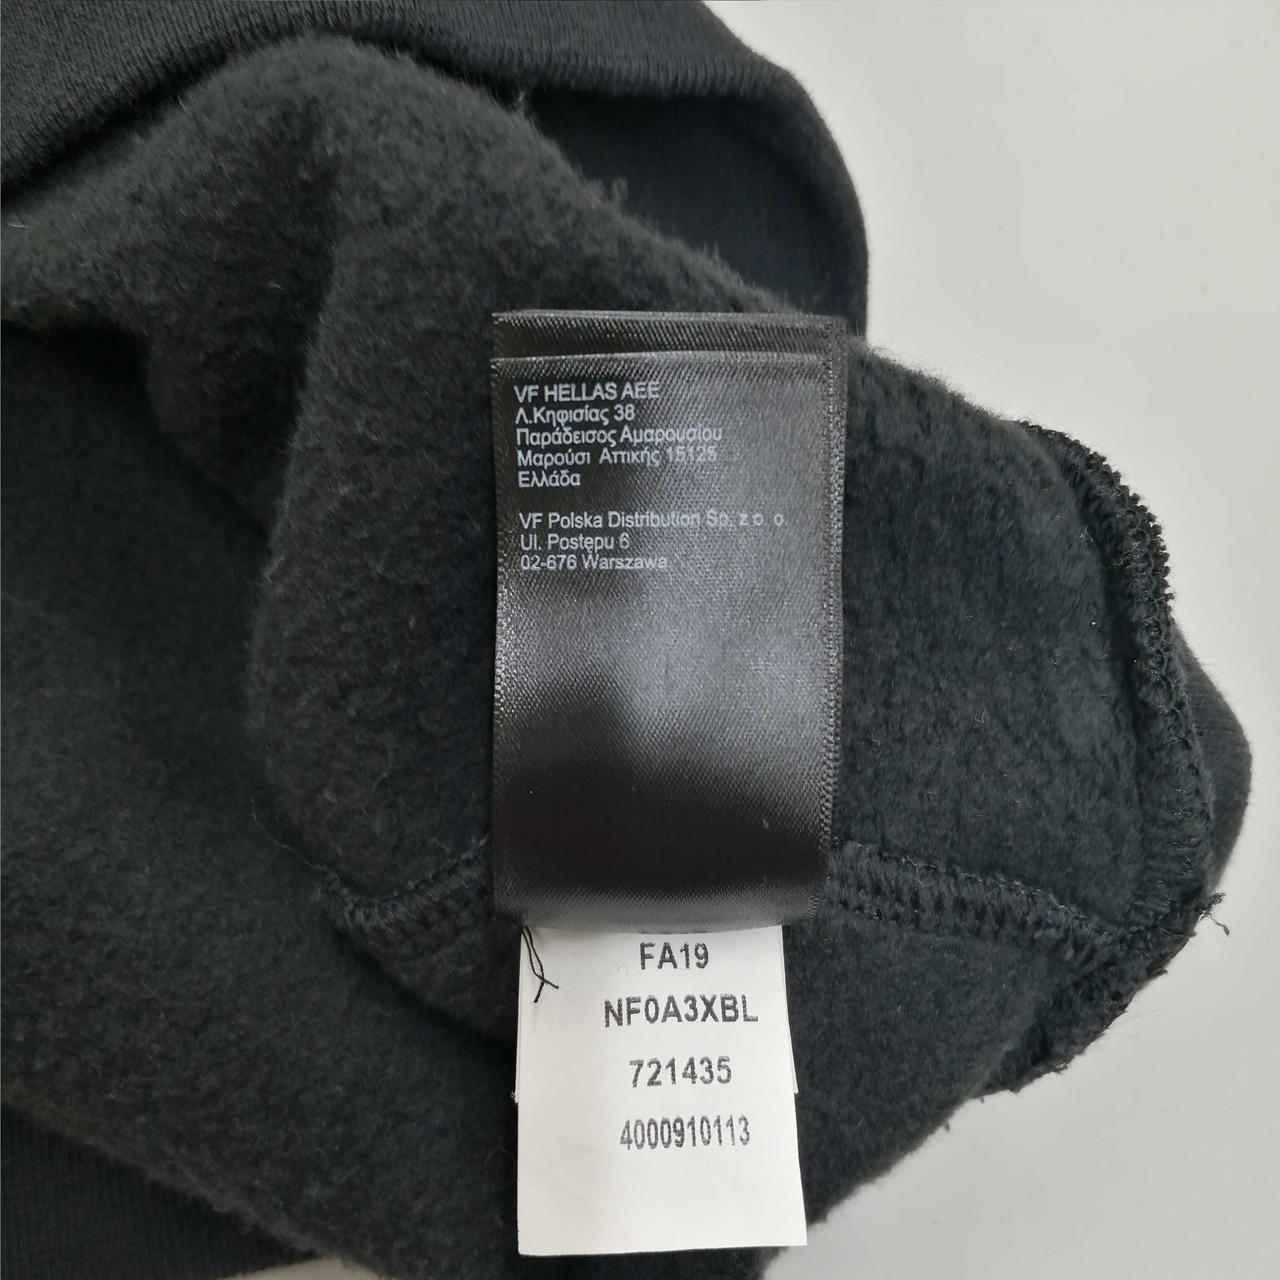 VF HELLAS AEE
Λ.Κηφισίας 38
Παράδεισος Αμαρουσίου
Μαρούσι Αττικής 15125
Ελλάδα
VF Polska Distribution Sp. z o. o.
Ul. Postępu 6
02-676 Warszawa
FA19
NF0A3XBL
721435
4000910113